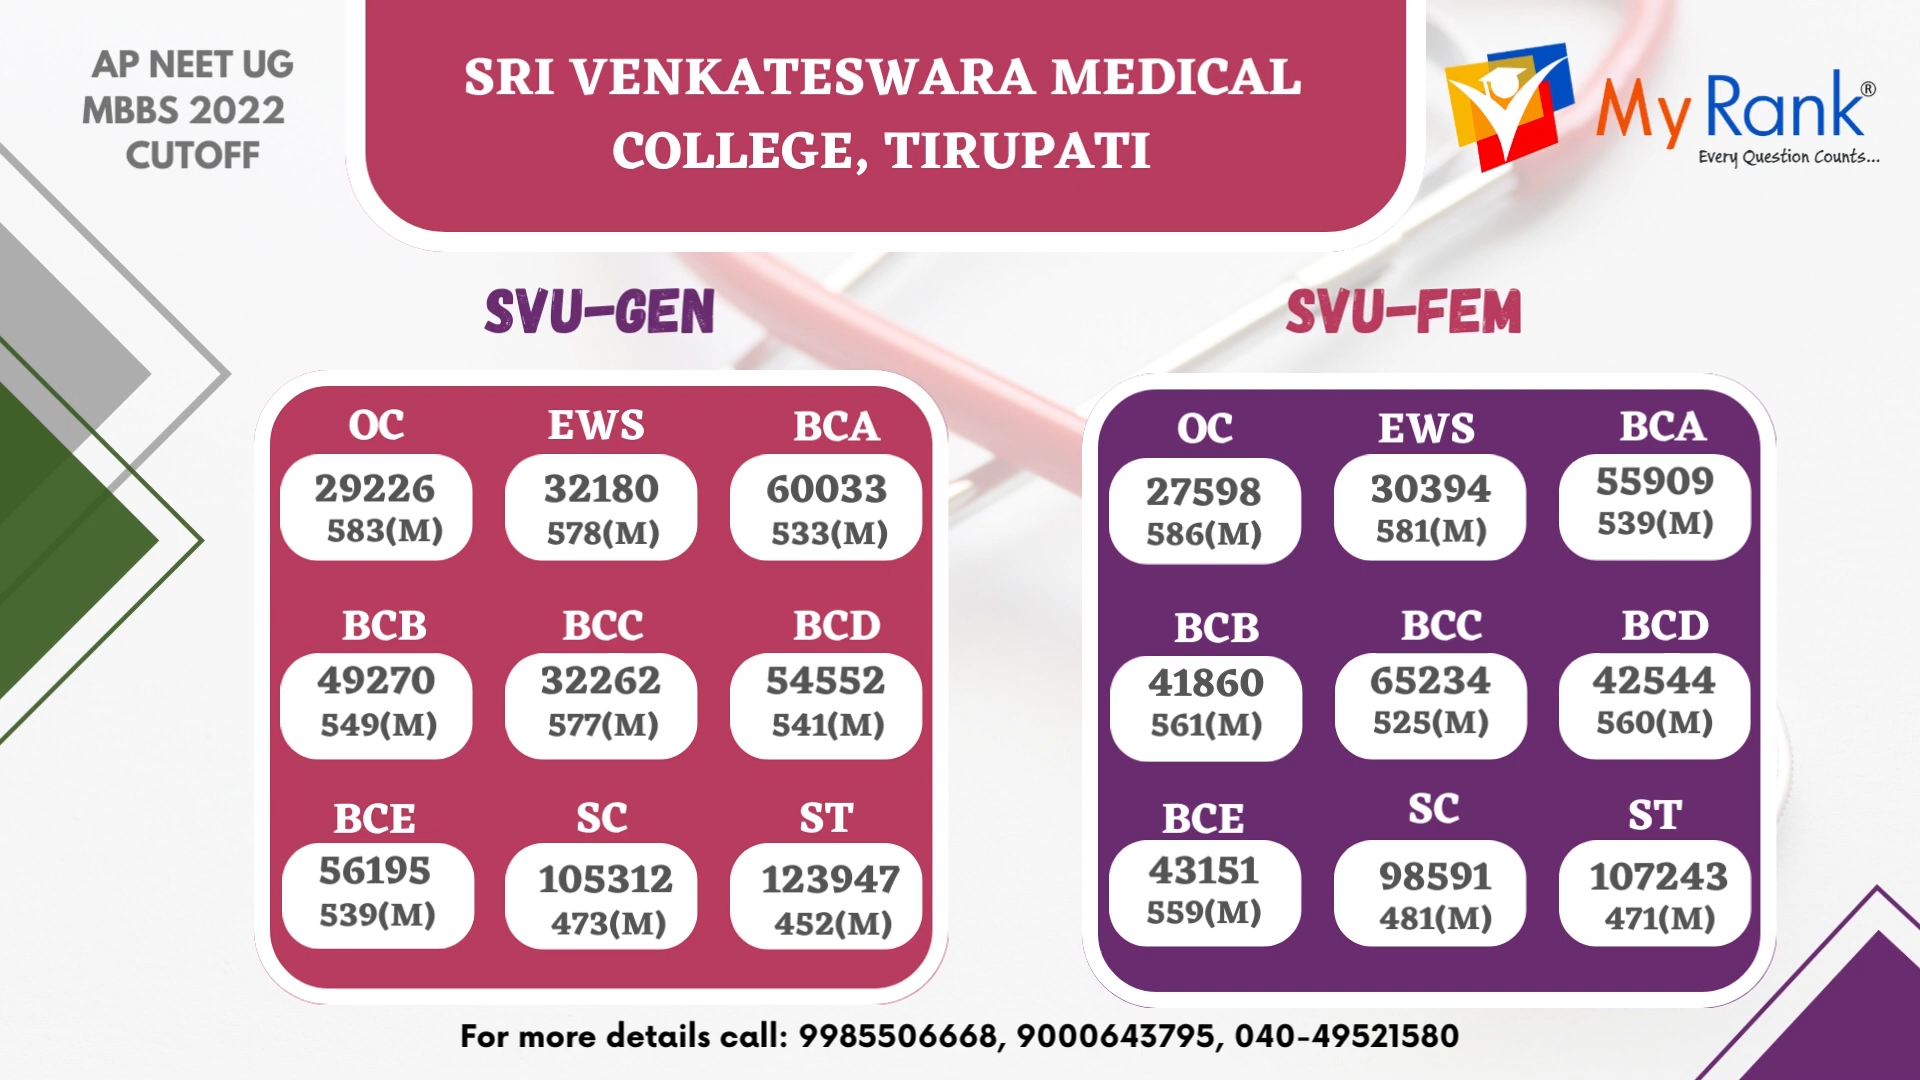 AP NEET UG
MBBS 2022
CUTOFF
SRI VENKATESWARA MEDICAL
COLLEGE, TIRUPATI
My Rank®
Every Question Counts...
SVU-GEN
OC EWS BCA
29226 32180 60033
583(M) 578(M) 533(M)
BCB BCC BCD
49270 32262 54552
549(M) 577(M) 541(M)
BCE SC ST
56195 105312 123947
539(M) 473(M) 452(M)
SVU-FEM
OC EWS BCA
27598 30394 55909
586(M) 581(M) 539(M)
BCB BCC BCD
41860 65234 42544
561(M) 525(M) 560(M)
BCE SC ST
43151 98591 107243
559(M) 481(M) 471(M)
For more details call: 9985506668, 9000643795, 040-49521580